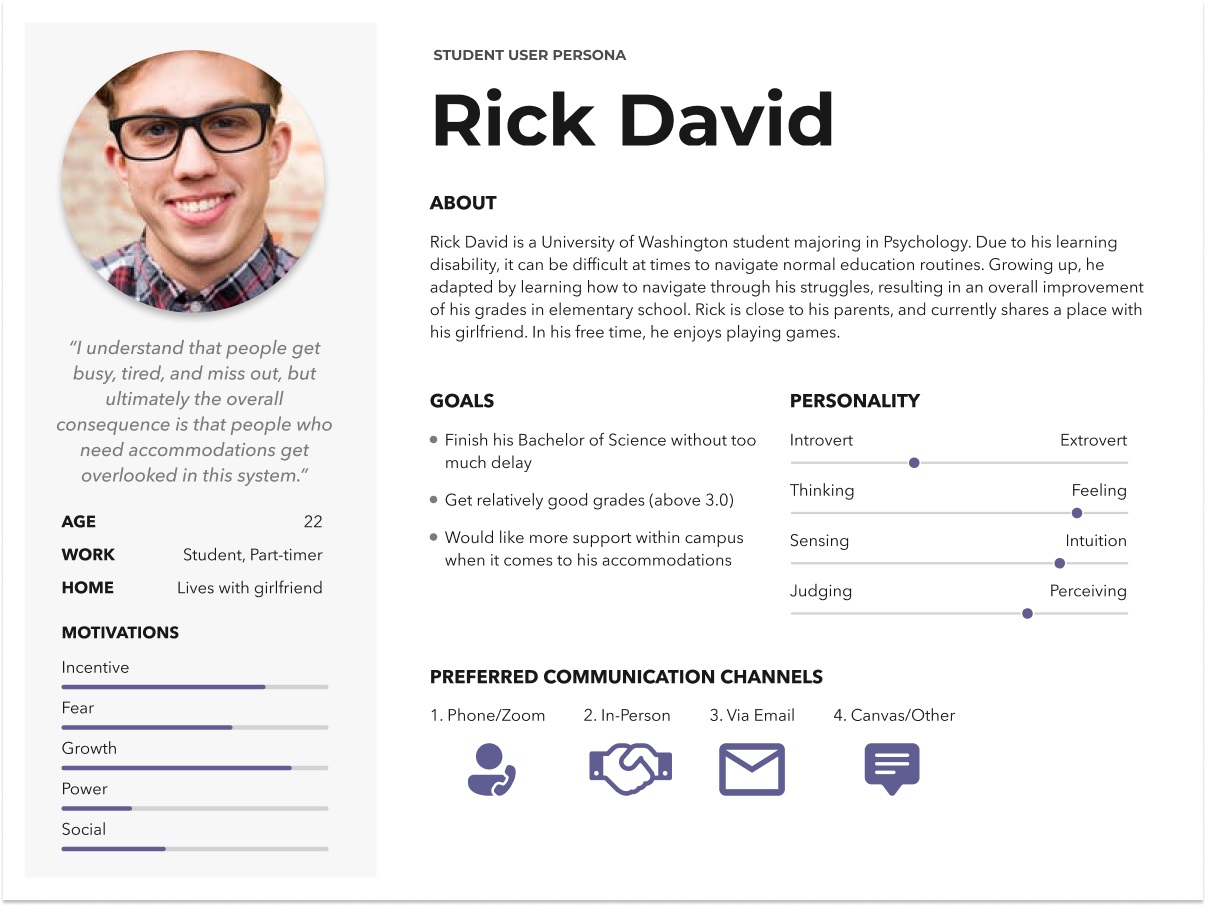 STUDENT USER PERSONA
Rick David
ABOUT
Rick David is a University of Washington student majoring in Psychology. Due to his learning
disability, it can be difficult at times to navigate normal education routines. Growing up, he
adapted by learning how to navigate through his struggles, resulting in an overall improvement
of his grades in elementary school. Rick is close to his parents, and currently shares a place with
his girlfriend. In his free time, he enjoys playing games.
“I understand that people get
busy, tired, and miss out, but
ultimately the overall
consequence is that people who
need accommodations get
overlooked in this system.”
AGE 22
WORK Student, Part-timer
HOME Lives with girlfriend
MOTIVATIONS
Incentive
Fear
Growth
Power
Social
GOALS
Finish his Bachelor of Science without too
much delay
Get relatively good grades (above 3.0)
Would like more support within campus
when it comes to his accommodations
PERSONALITY
Introvert Extrovert
Thinking Feeling
Sensing Intuition
Judging Perceiving
PREFERRED COMMUNICATION CHANNELS
1. Phone/Zoom 2. In-Person 3. Via Email 4. Canvas/Other